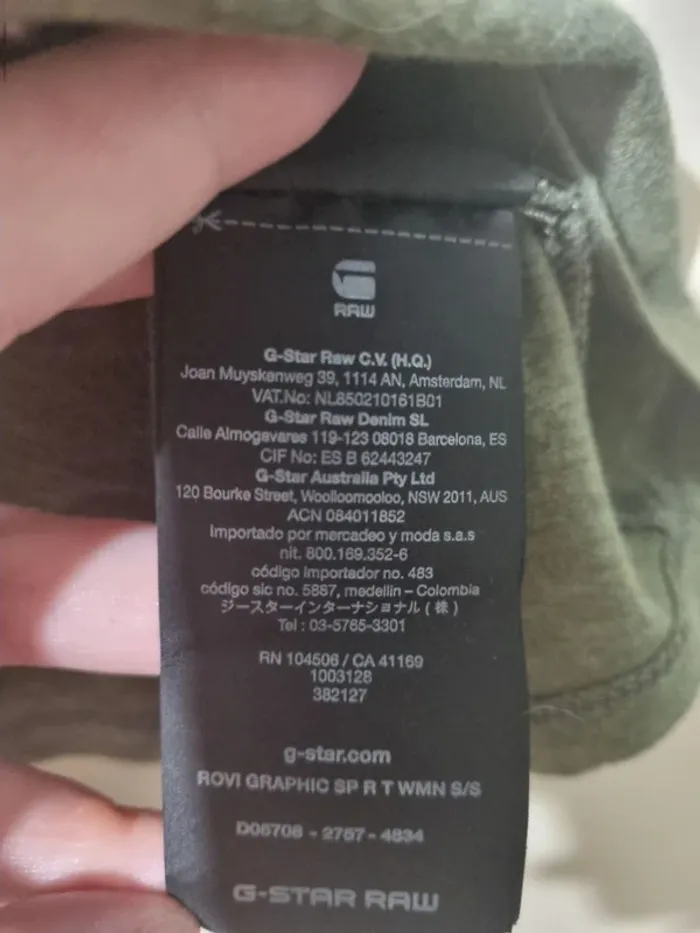 RAW
G-Star Raw C.V. (H.Q.)
Joan Muyskenweg 39, 1114 AN, Amsterdam, NL
VAT.No: NL850210161B01
G-Star Raw Denim SL
Calle Almogavares 119-123 08018 Barcelona, ES
CIF No: ES B 62443247
G-Star Australia Pty Ltd
120 Bourke Street, Woolloomooloo, NSW 2011, AUS
ACN 084011852
Importado por mercadeo y moda s.a.s
nit. 800.169.352-6
código importador no. 483
código sic no. 5887, medellin – Colombia
ジースターインターナショナル ( 株 )
Tel : 03-5765-3301
RN 104506 / CA 41169
1003128
382127
g-star.com
ROVI GRAPHIC SP R T WMN S/S
D06708 - 2757 - 4834
G-STAR RAW